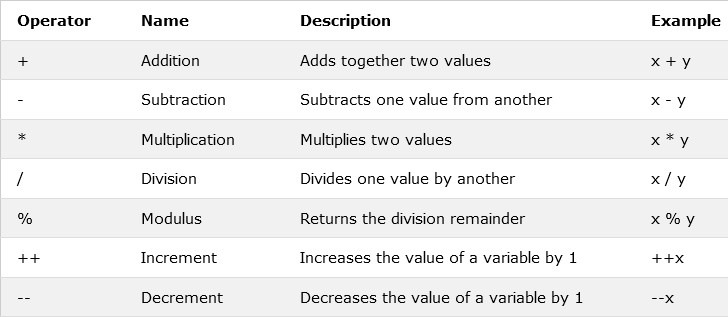 Operator Name Description Example
+ Addition Adds together two values x + y
- Subtraction Subtracts one value from another x - y
* Multiplication Multiplies two values x * y
/ Division Divides one value by another x / y
% Modulus Returns the division remainder x % y
++ Increment Increases the value of a variable by 1 ++x
-- Decrement Decreases the value of a variable by 1 --x